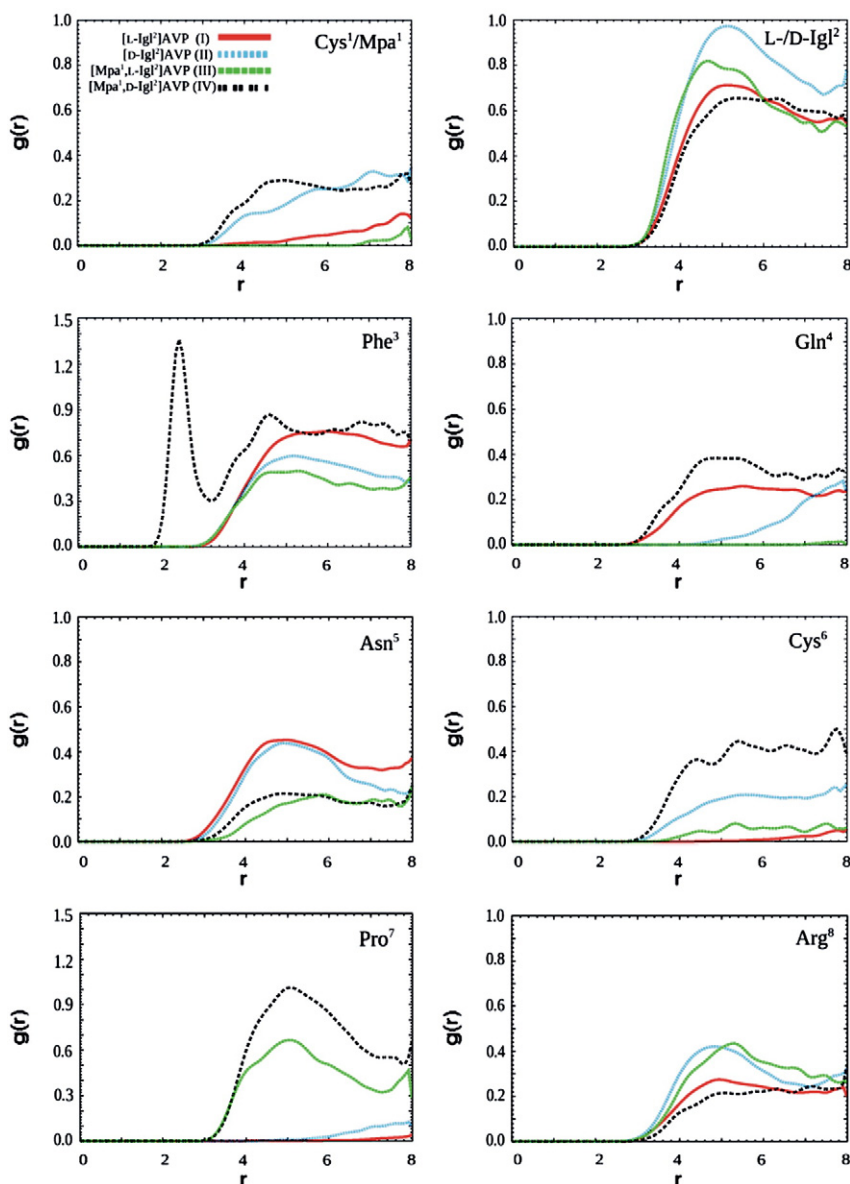 [L-Igl²]AVP (I)
[D-Igl²]AVP (II)
[Mpa¹,L-Igl²]AVP (III)
[Mpa¹,D-Igl²]AVP (IV)
Cys¹/Mpa¹
g(r)
1.0
0.8
0.6
0.4
0.2
0.0
0 2 4 6 8
r
L-/D-Igl²
g(r)
1.0
0.8
0.6
0.4
0.2
0.0
0 2 4 6 8
r
Phe³
g(r)
1.5
1.2
0.9
0.6
0.3
0.0
0 2 4 6 8
r
Gln⁴
g(r)
1.0
0.8
0.6
0.4
0.2
0.0
0 2 4 6 8
r
Asn⁵
g(r)
1.0
0.8
0.6
0.4
0.2
0.0
0 2 4 6 8
r
Cys⁶
g(r)
1.0
0.8
0.6
0.4
0.2
0.0
0 2 4 6 8
r
Pro⁷
g(r)
1.5
1.2
0.9
0.6
0.3
0.0
0 2 4 6 8
r
Arg⁸
g(r)
1.0
0.8
0.6
0.4
0.2
0.0
0 2 4 6 8
r